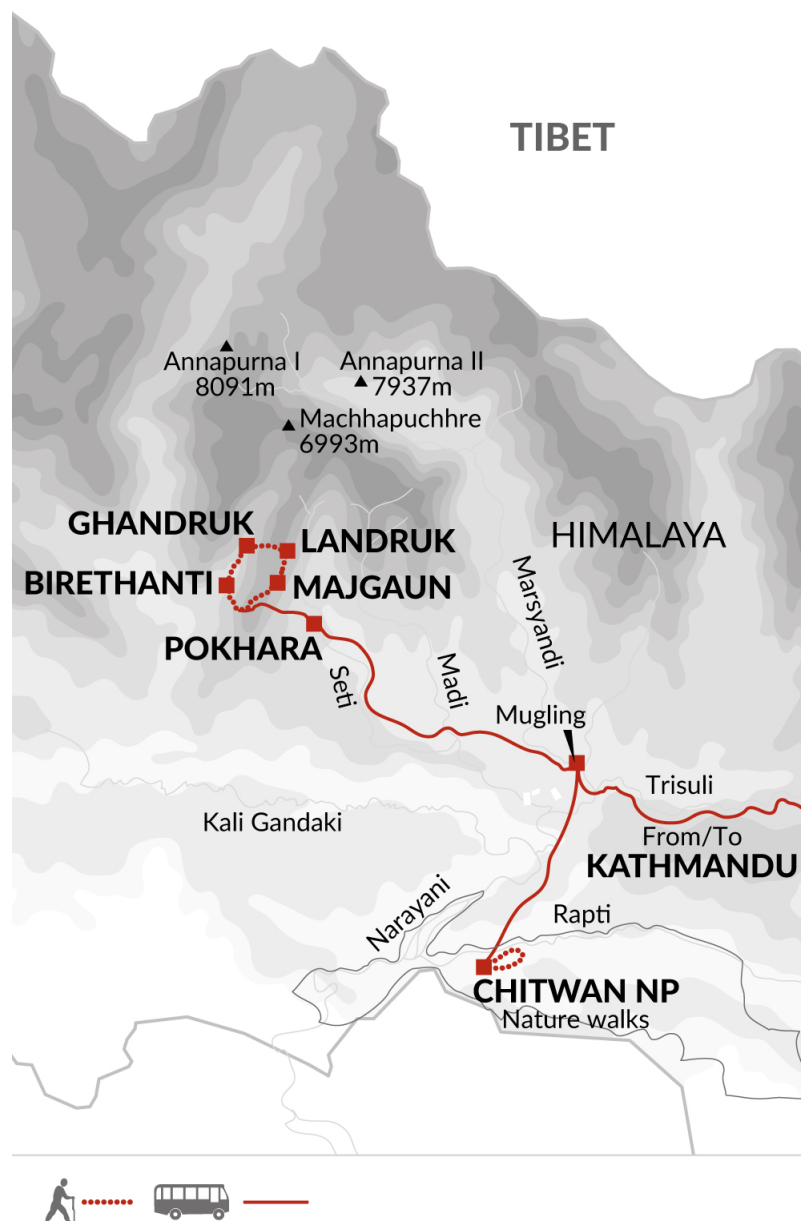 TIBET
Annapurna I
8091m
Annapurna II
7937m
Machhapuchhre
6993m
GHANDRUK
LANDRUK
HIMALAYA
BIRETHANTI
MAJGAUN
POKHARA
Seti
Madi
Marsyandi
Mugling
Trisuli
Kali Gandaki
From/To
KATHMANDU
Narayani
Rapti
CHITWAN NP
Nature walks